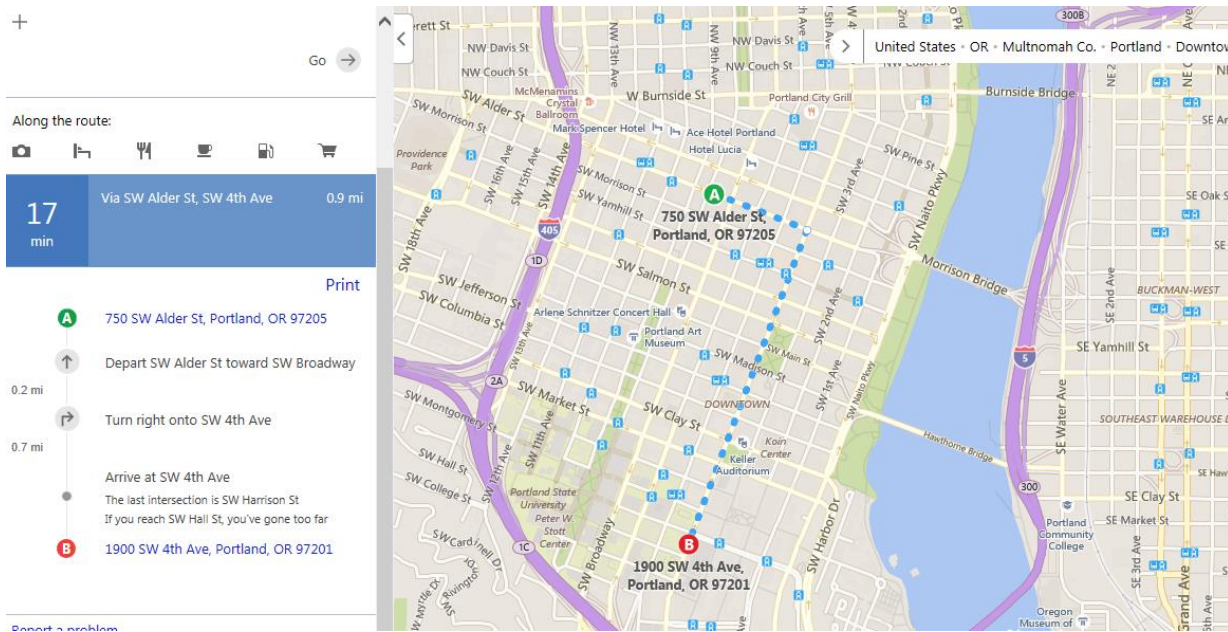 Go
Along the route:
17
min
Via SW Alder St, SW 4th Ave
0.9 mi
Print
A
750 SW Alder St, Portland, OR 97205
Depart SW Alder St toward SW Broadway
0.2 mi
Turn right onto SW 4th Ave
0.7 mi
Arrive at SW 4th Ave
The last intersection is SW Harrison St
If you reach SW Hall St, you've gone too far
B
1900 SW 4th Ave, Portland, OR 97201
Report a problem
United States · OR · Multnomah Co. · Portland · Downtow
300B
NW Davis St
NW Davis St
NW Couch St
NW 13th Ave
NW 9th Ave
W Burnside St
Burnside Bridge
McMenamins
Crystal
Ballroom
Portland City Grill
SW Alder St
SW Morrison St
Mark Spencer Hotel
Ace Hotel Portland
Hotel Lucia
SW Pine St
Providence
Park
SW 16th Ave
SW 15th Ave
SW 14th Ave
SW Morrison St
SW Yamhill St
SW 3rd Ave
SW Naito Pkwy
SW 18th Ave
405
A
750 SW Alder St,
Portland, OR 97205
1D
Morrison Bridge
SW Salmon St
SW Jefferson St
SW Columbia St
Arlene Schnitzer Concert Hall
Portland Art
Museum
SW 2nd Ave
SW Main St
SW Madison St
SW 13th Ave
2A
SW 1st Ave
SW Naito Pkwy
DOWNTOWN
SW Market St
SW Clay St
SW Montgomery St
SW 11th Ave
SW 12th Ave
Koin
Center
Keller
Auditorium
Hawthorne Bridge
SW Hall St
SW College St
Portland State
University
Peter W.
Stott
Center
SW Broadway
SW Harbor Dr
1C
SW Cardinell Dr
B
1900 SW 4th Ave,
Portland, OR 97201
SE 2nd Ave
BUCKMAN-WEST
SE Yamhill St
5
SE Water Ave
SOUTHEAST WAREHOUSE
300
SE Clay St
Portland
Community
College
SE Market St
SE 3rd Ave
Grand Ave
Oregon
Museum of